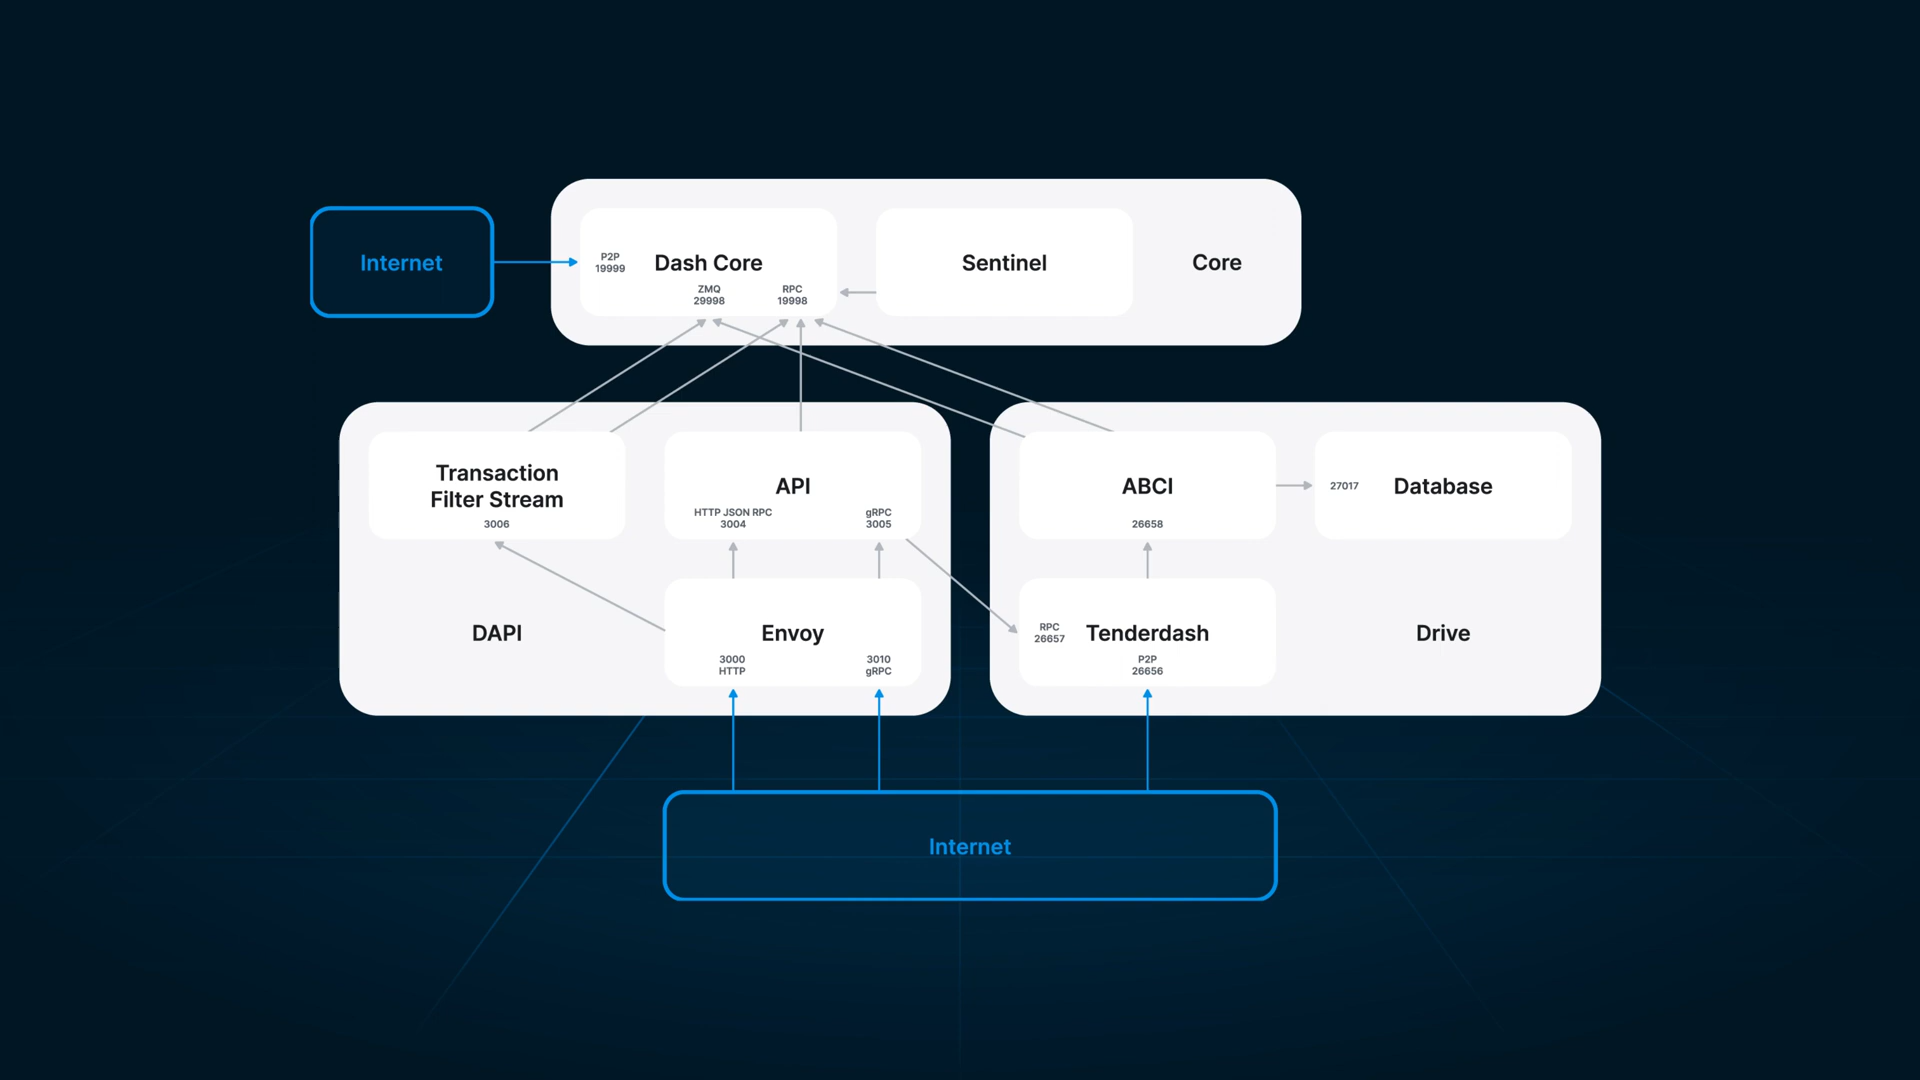 Internet
P2P
19999
Dash Core
ZMQ
29998
RPC
19998
Sentinel
Core
Transaction
Filter Stream
3006
API
HTTP JSON RPC
3004
gRPC
3005
ABCI
26658
27017
Database
DAPI
Envoy
3000
HTTP
3010
gRPC
RPC
26657
Tenderdash
P2P
26656
Drive
Internet